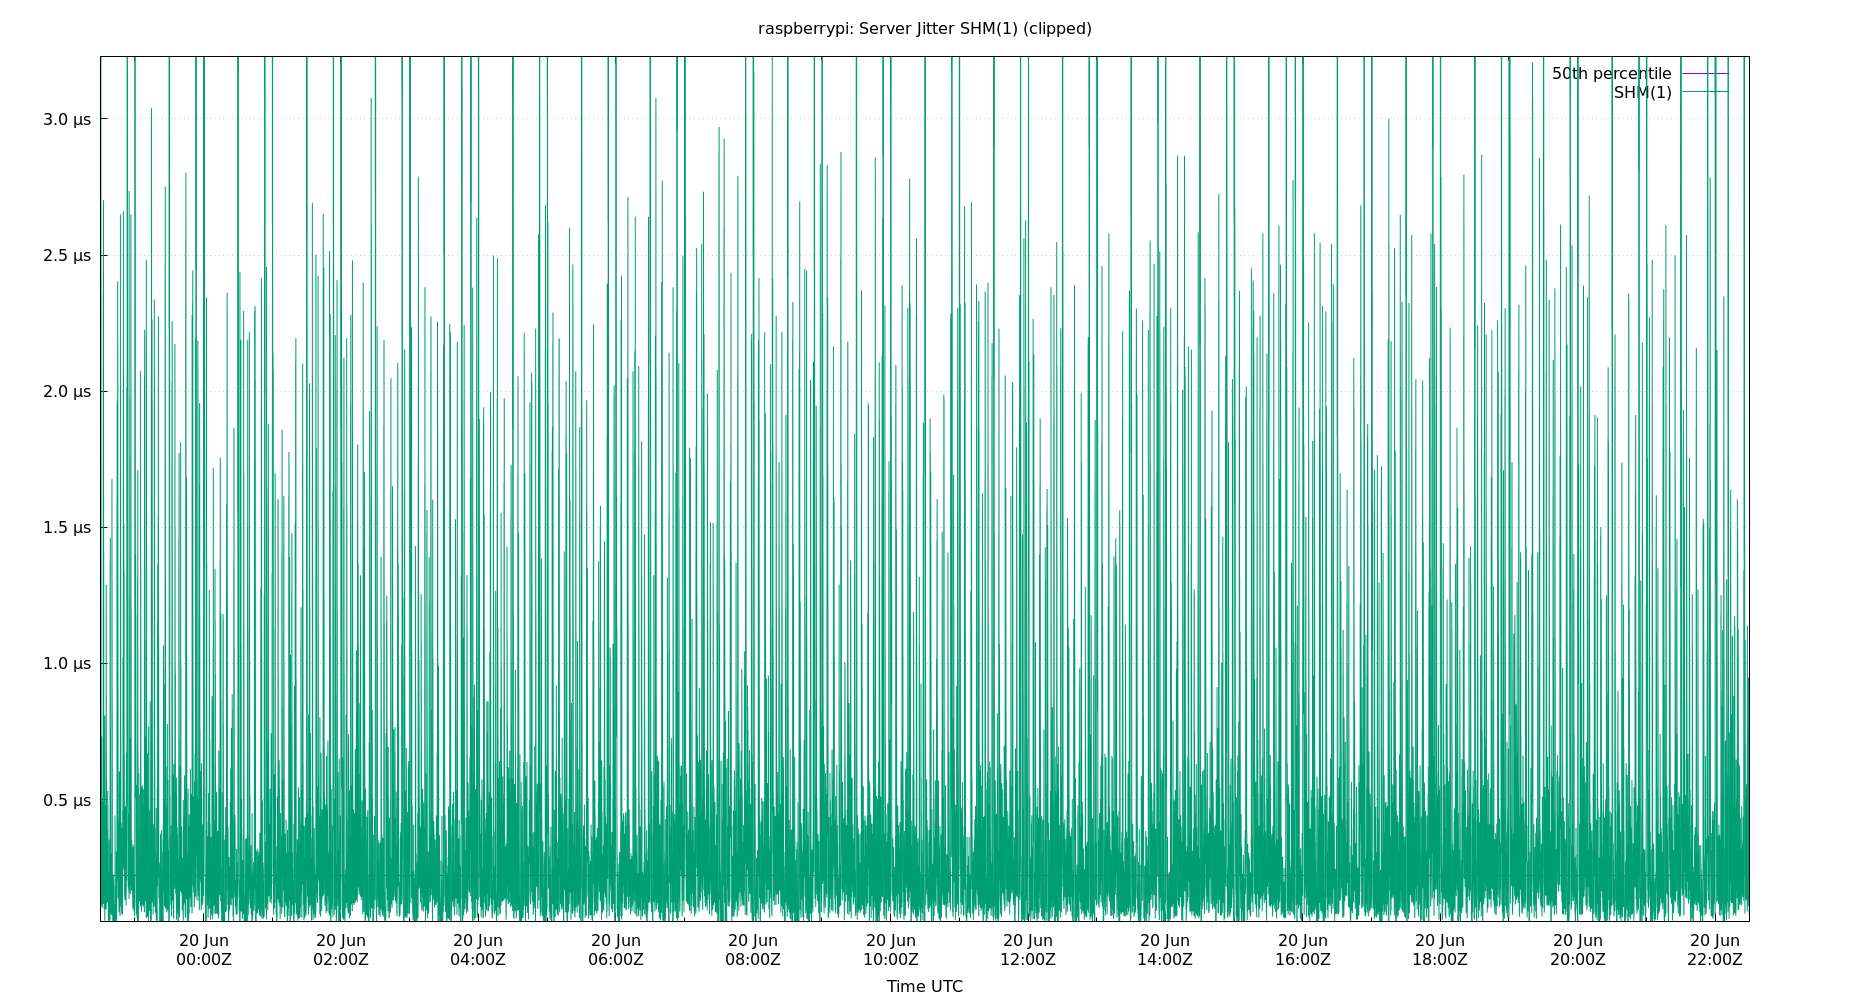 raspberrypi: Server Jitter SHM(1) (clipped)
50th percentile
SHM(1)
3.0 µs
2.5 µs
2.0 µs
1.5 µs
1.0 µs
0.5 µs
20 Jun 20 Jun 20 Jun 20 Jun 20 Jun 20 Jun 20 Jun 20 Jun 20 Jun 20 Jun 20 Jun 20 Jun
00:00Z 02:00Z 04:00Z 06:00Z 08:00Z 10:00Z 12:00Z 14:00Z 16:00Z 18:00Z 20:00Z 22:00Z
Time UTC